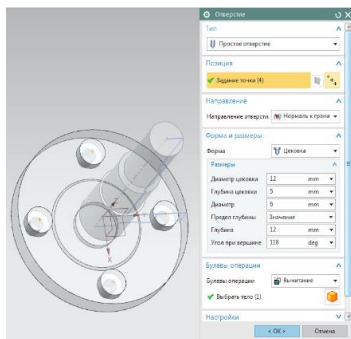 Отверстие
Тип
Простое отверстие
Позиция
Задание точки (4)
Направление
Направление отверсти Нормаль к грани
Форма и размеры
Форма Цековка
Размеры
Диаметр цековки 12 mm
Глубина цековки 5 mm
Диаметр 6 mm
Предел глубины Значение
Глубина 12 mm
Угол при вершине 118 deg
Булевы операции
Булевы операции Вычитание
Выбрать тело (1)
Настройки
< OK > Отмена
X